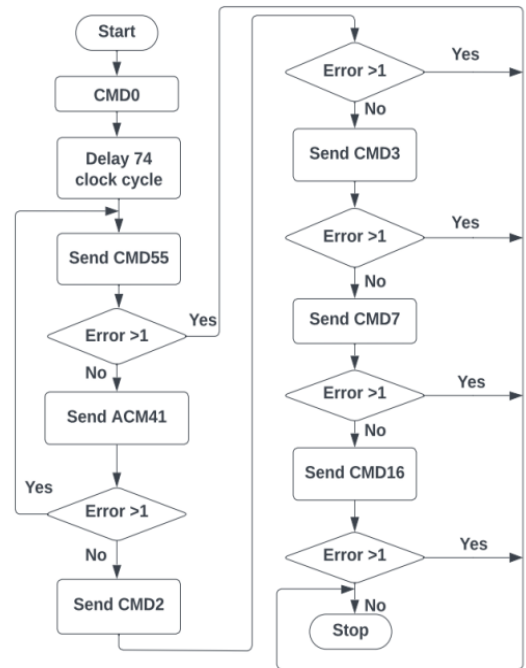 Start
CMD0
Delay 74
clock cycle
Send CMD55
Error >1
Yes
No
Send ACM41
Yes
Error >1
No
Send CMD2
Error >1
Yes
No
Send CMD3
Error >1
Yes
No
Send CMD7
Error >1
Yes
No
Send CMD16
Error >1
Yes
No
Stop